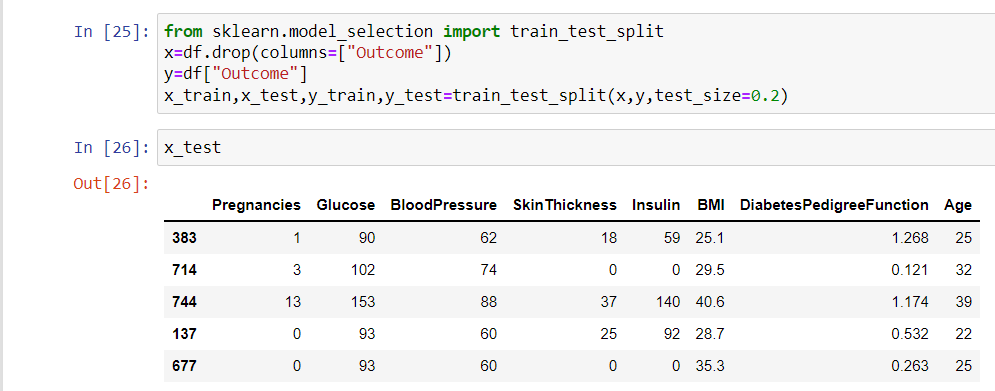 In [25]: from sklearn.model_selection import train_test_split
x=df.drop(columns=["Outcome"])
y=df["Outcome"]
x_train,x_test,y_train,y_test=train_test_split(x,y,test_size=0.2)
In [26]: x_test
Out[26]:
Pregnancies Glucose BloodPressure SkinThickness Insulin BMI DiabetesPedigreeFunction Age
383 1 90 62 18 59 25.1 1.268 25
714 3 102 74 0 0 29.5 0.121 32
744 13 153 88 37 140 40.6 1.174 39
137 0 93 60 25 92 28.7 0.532 22
677 0 93 60 0 0 35.3 0.263 25